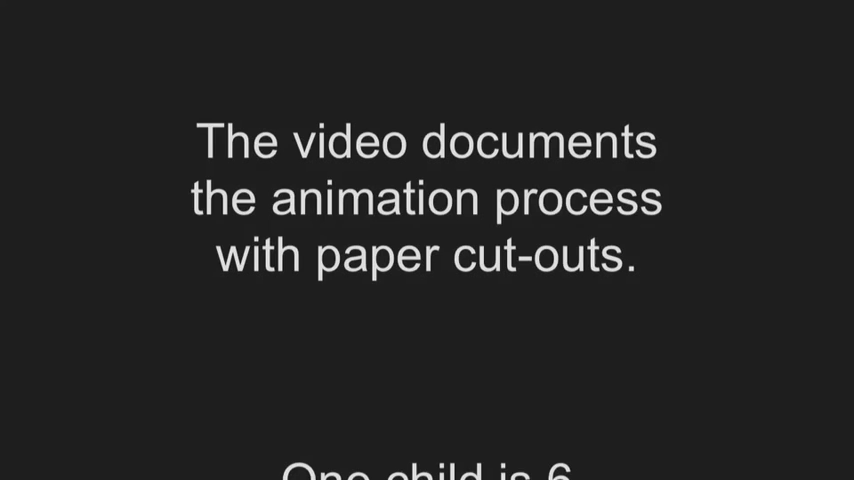 The video documents
the animation process
with paper cut-outs.
One child is 6